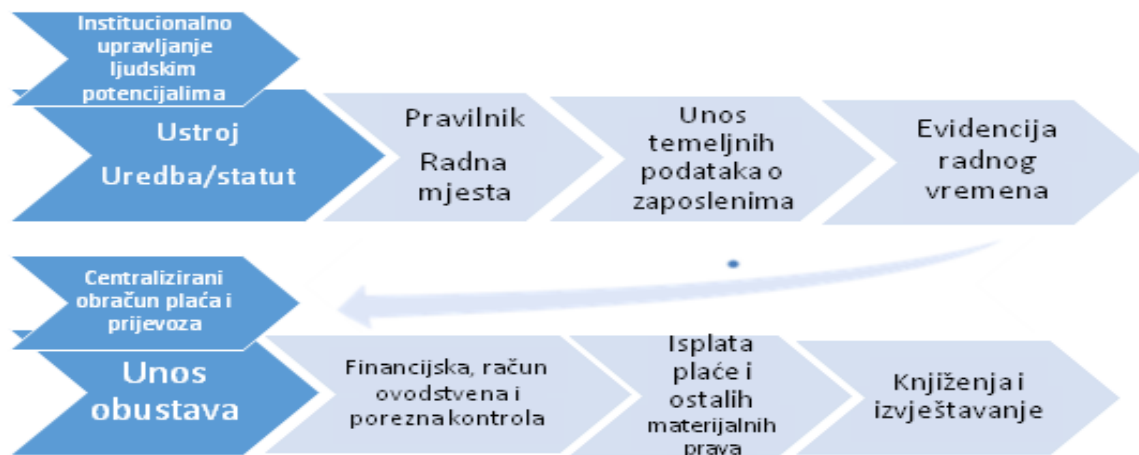 Institucionalno
upravljanje
ljudskim
potencijalima
Ustroj
Uredba/statut
Pravilnik
Radna
mjesta
Unos
temeljnih
podataka o
zaposlenima
Evidencija
radnog
vremena
Centralizirani
obračun plaća i
prijevoza
Unos
obustava
Financijska, račun
ovodstvena i
porezna kontrola
Isplata
plaće i
ostalih
materijalnih
prava
Knjiženja i
izvještavanje